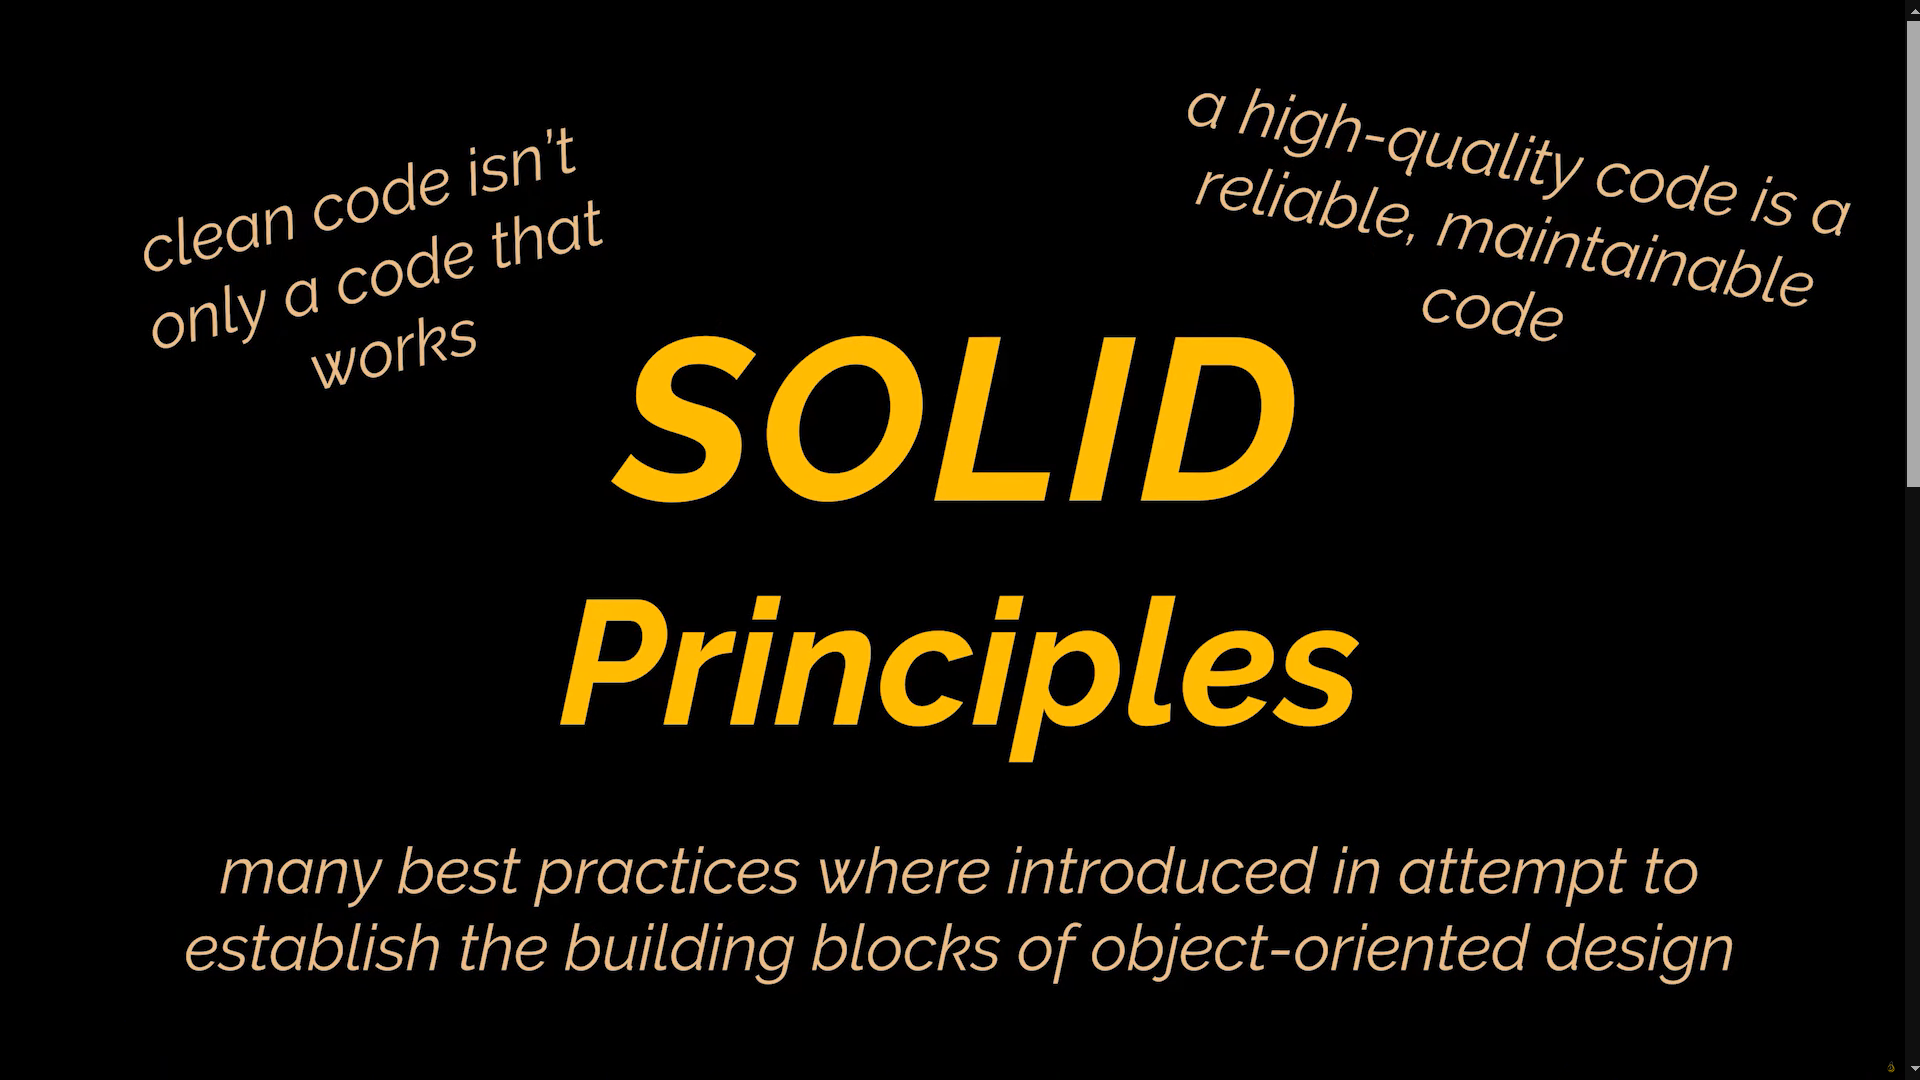 clean code isn't
only a code that
works
a high-quality code is a
reliable, maintainable
code
SOLID
Principles
many best practices where introduced in attempt to
establish the building blocks of object-oriented design